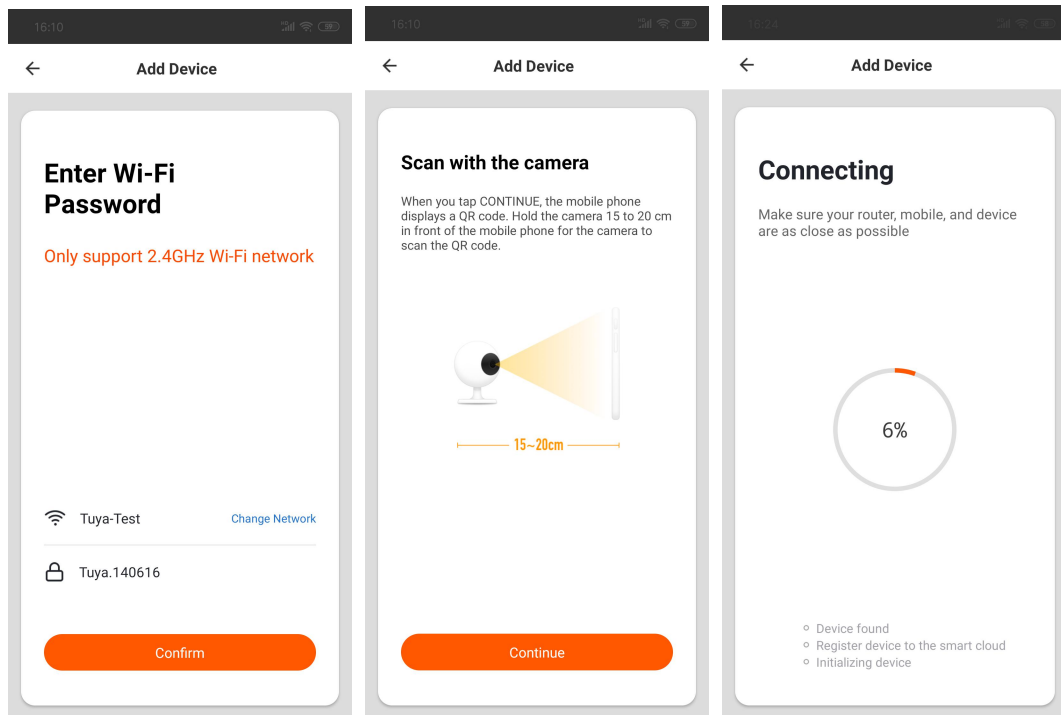 16:10
Add Device
Enter Wi-Fi
Password
Only support 2.4GHz Wi-Fi network
Tuya-Test
Change Network
Tuya.140616
Confirm
16:10
Add Device
Scan with the camera
When you tap CONTINUE, the mobile phone
displays a QR code. Hold the camera 15 to 20 cm
in front of the mobile phone for the camera to
scan the QR code.
15~20cm
Continue
16:24
Add Device
Connecting
Make sure your router, mobile, and device
are as close as possible
6%
Device found
Register device to the smart cloud
Initializing device